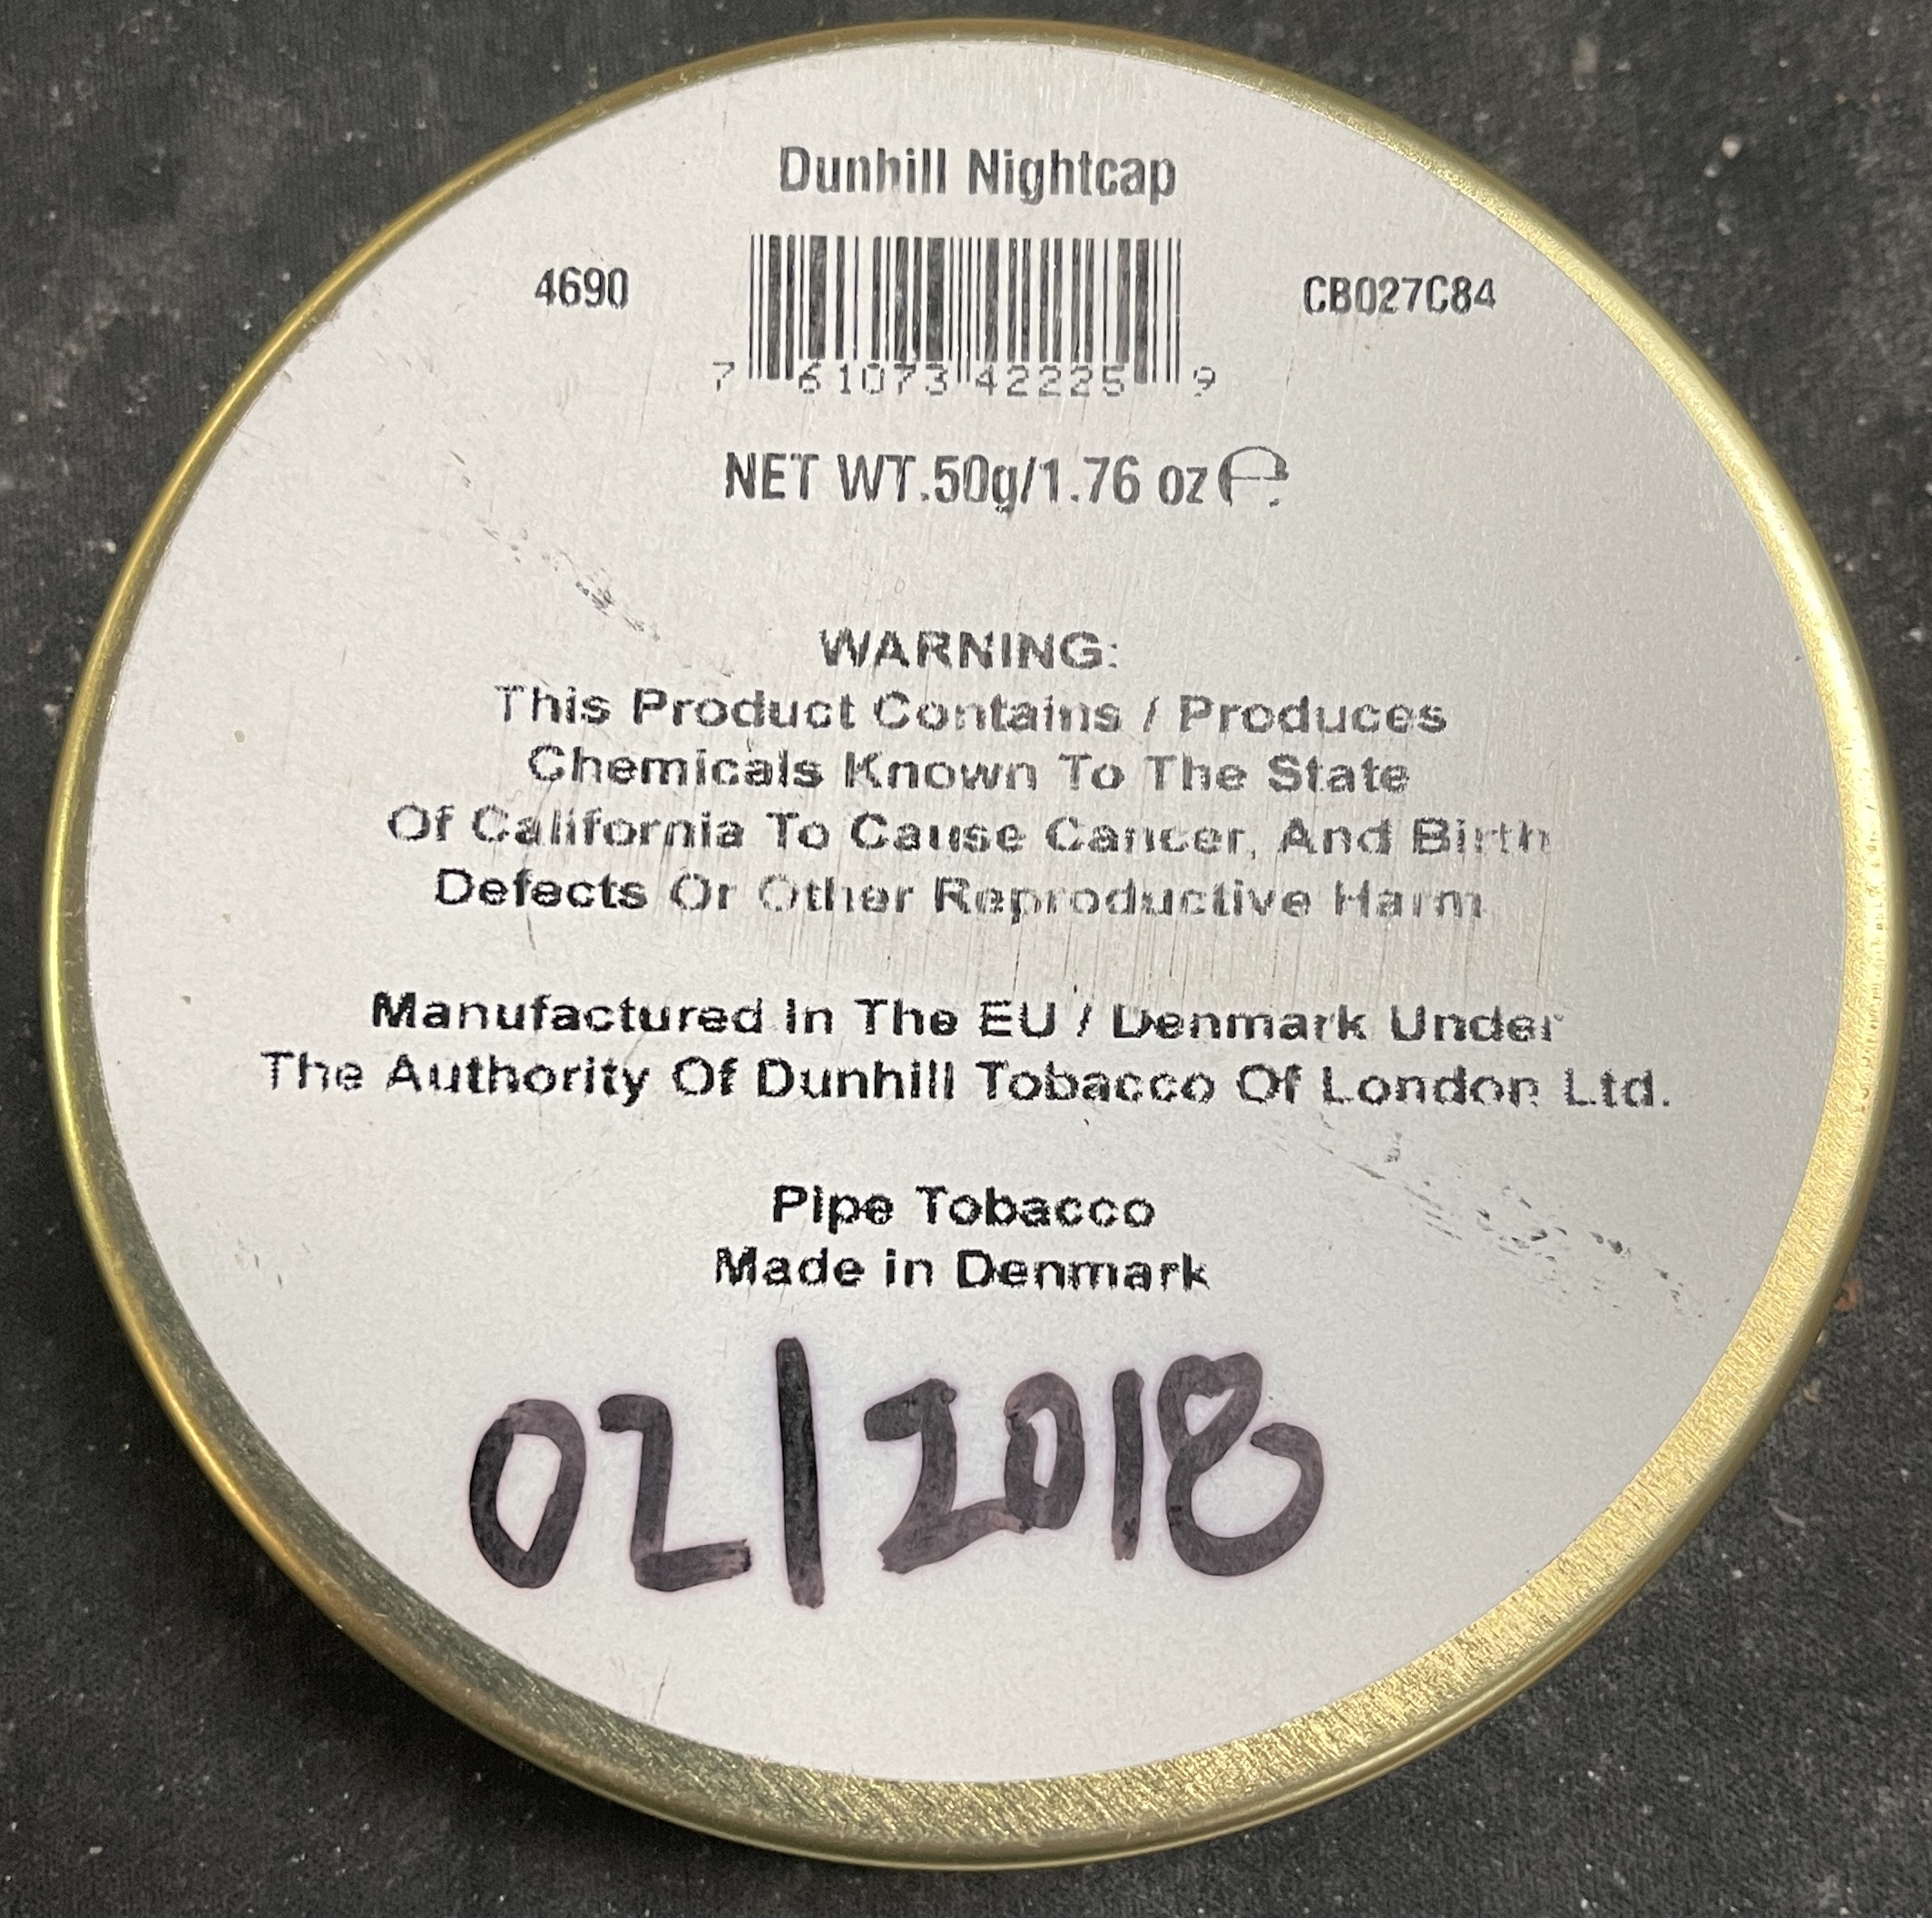 Dunhill Nightcap
4690
CB027C84
7 61073 42225 9
NET WT.50g/1.76 oz ℮
WARNING:
This Product Contains / Produces
Chemicals Known To The State
Of California To Cause Cancer, And Birth
Defects Or Other Reproductive Harm
Manufactured In The EU / Denmark Under
The Authority Of Dunhill Tobacco Of London Ltd.
Pipe Tobacco
Made in Denmark
02/2018